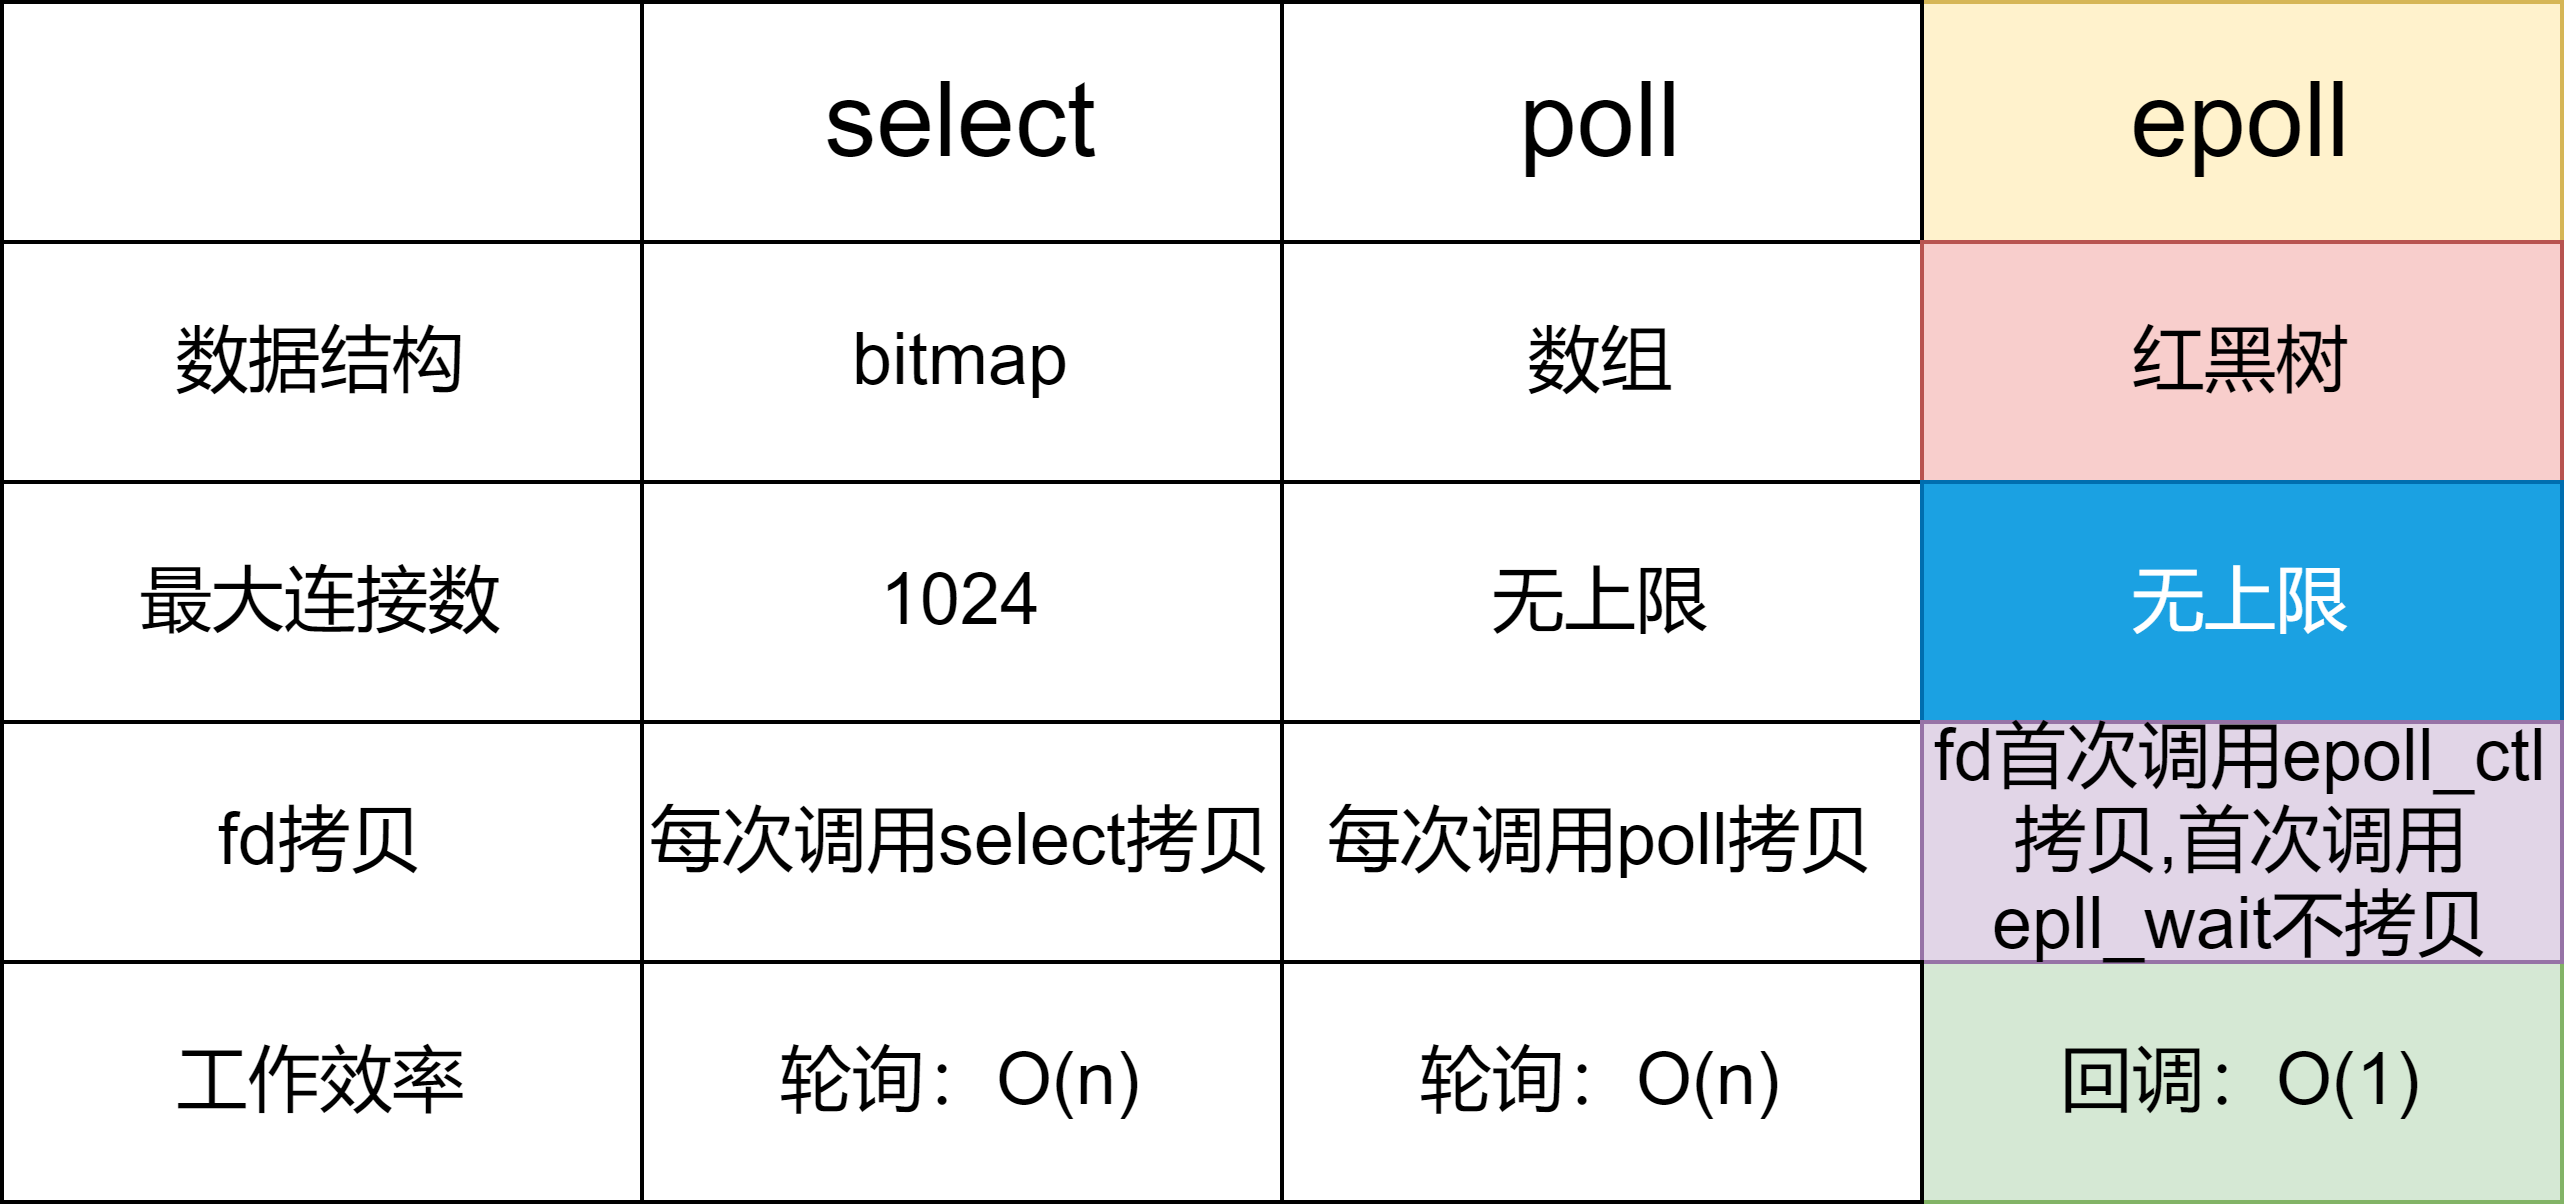 select
poll
epoll
数据结构
bitmap
数组
红黑树
最大连接数
1024
无上限
无上限
fd拷贝
每次调用select拷贝
每次调用poll拷贝
fd首次调用epoll_ctl
拷贝,首次调用
epll_wait不拷贝
工作效率
轮询：O(n)
轮询：O(n)
回调：O(1)